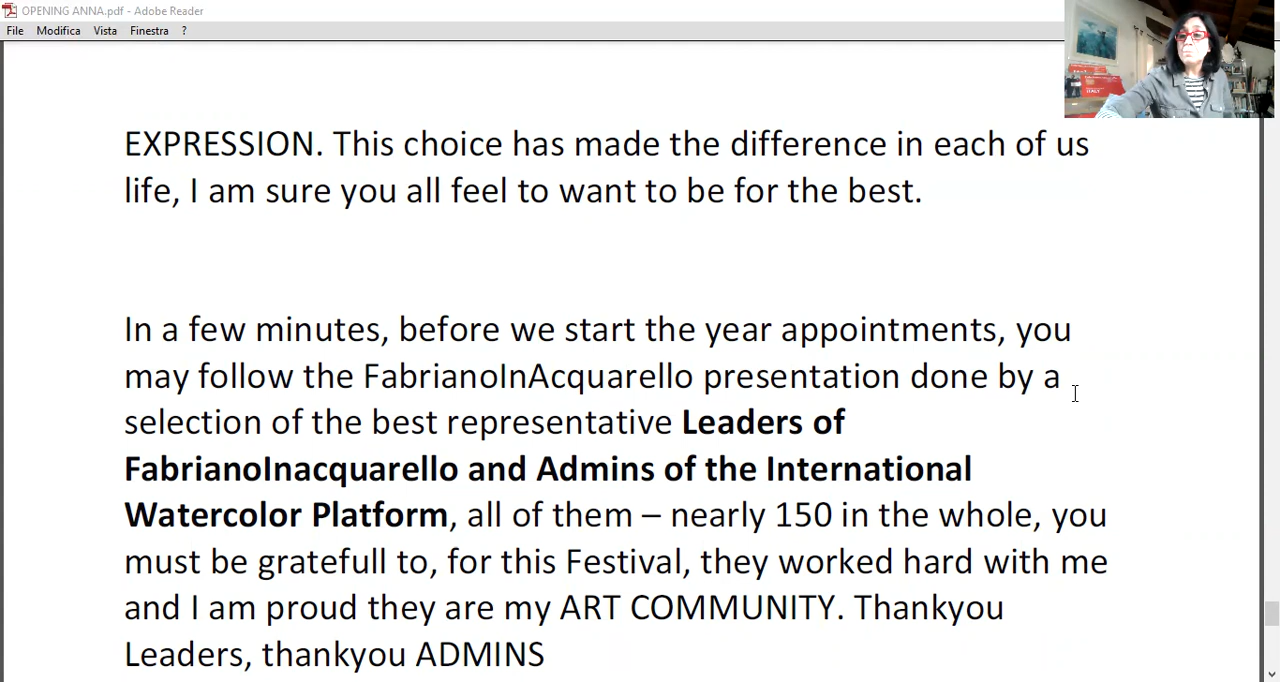 OPENING ANNA.pdf - Adobe Reader
File Modifica Vista Finestra ?
EXPRESSION. This choice has made the difference in each of us
life, I am sure you all feel to want to be for the best.
In a few minutes, before we start the year appointments, you
may follow the FabrianoInAcquarello presentation done by a
selection of the best representative Leaders of
FabrianoInacquarello and Admins of the International
Watercolor Platform, all of them – nearly 150 in the whole, you
must be gratefull to, for this Festival, they worked hard with me
and I am proud they are my ART COMMUNITY. Thankyou
Leaders, thankyou ADMINS